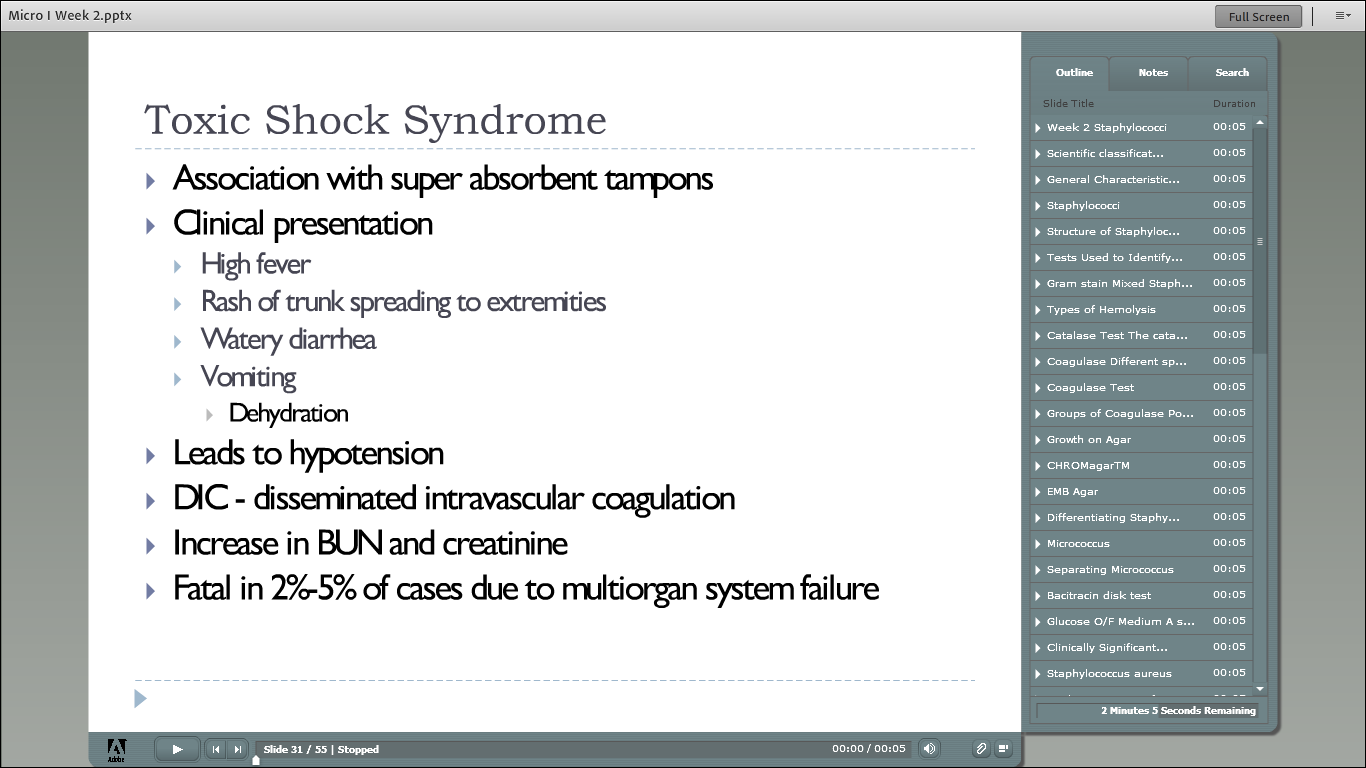 Micro I Week 2.pptx
Full Screen
Toxic Shock Syndrome
Association with super absorbent tampons
Clinical presentation
High fever
Rash of trunk spreading to extremities
Watery diarrhea
Vomiting
Dehydration
Leads to hypotension
DIC - disseminated intravascular coagulation
Increase in BUN and creatinine
Fatal in 2%-5% of cases due to multiorgan system failure
Outline Notes Search
Slide Title Duration
Week 2 Staphylococci 00:05
Scientific classificat... 00:05
General Characteristic... 00:05
Staphylococci 00:05
Structure of Staphyloc... 00:05
Tests Used to Identify... 00:05
Gram stain Mixed Staph... 00:05
Types of Hemolysis 00:05
Catalase Test The cata... 00:05
Coagulase Different sp... 00:05
Coagulase Test 00:05
Groups of Coagulase Po... 00:05
Growth on Agar 00:05
CHROMagarTM 00:05
EMB Agar 00:05
Differentiating Staphy... 00:05
Micrococcus 00:05
Separating Micrococcus 00:05
Bacitracin disk test 00:05
Glucose O/F Medium A s... 00:05
Clinically Significant... 00:05
Staphylococcus aureus 00:05
2 Minutes 5 Seconds Remaining
Adobe
Slide 31 / 55 | Stopped
00:00 / 00:05